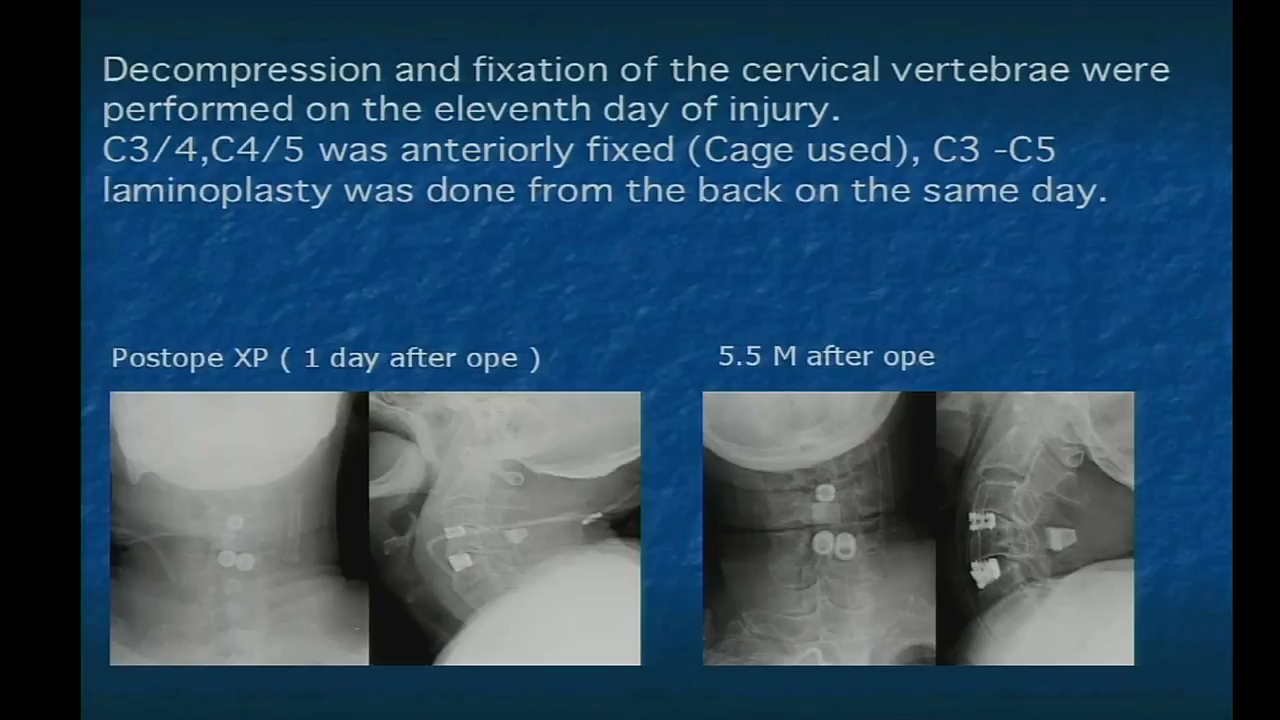 Decompression and fixation of the cervical vertebrae were
performed on the eleventh day of injury.
C3/4,C4/5 was anteriorly fixed (Cage used), C3 -C5
laminoplasty was done from the back on the same day.
Postope XP ( 1 day after ope )
5.5 M after ope